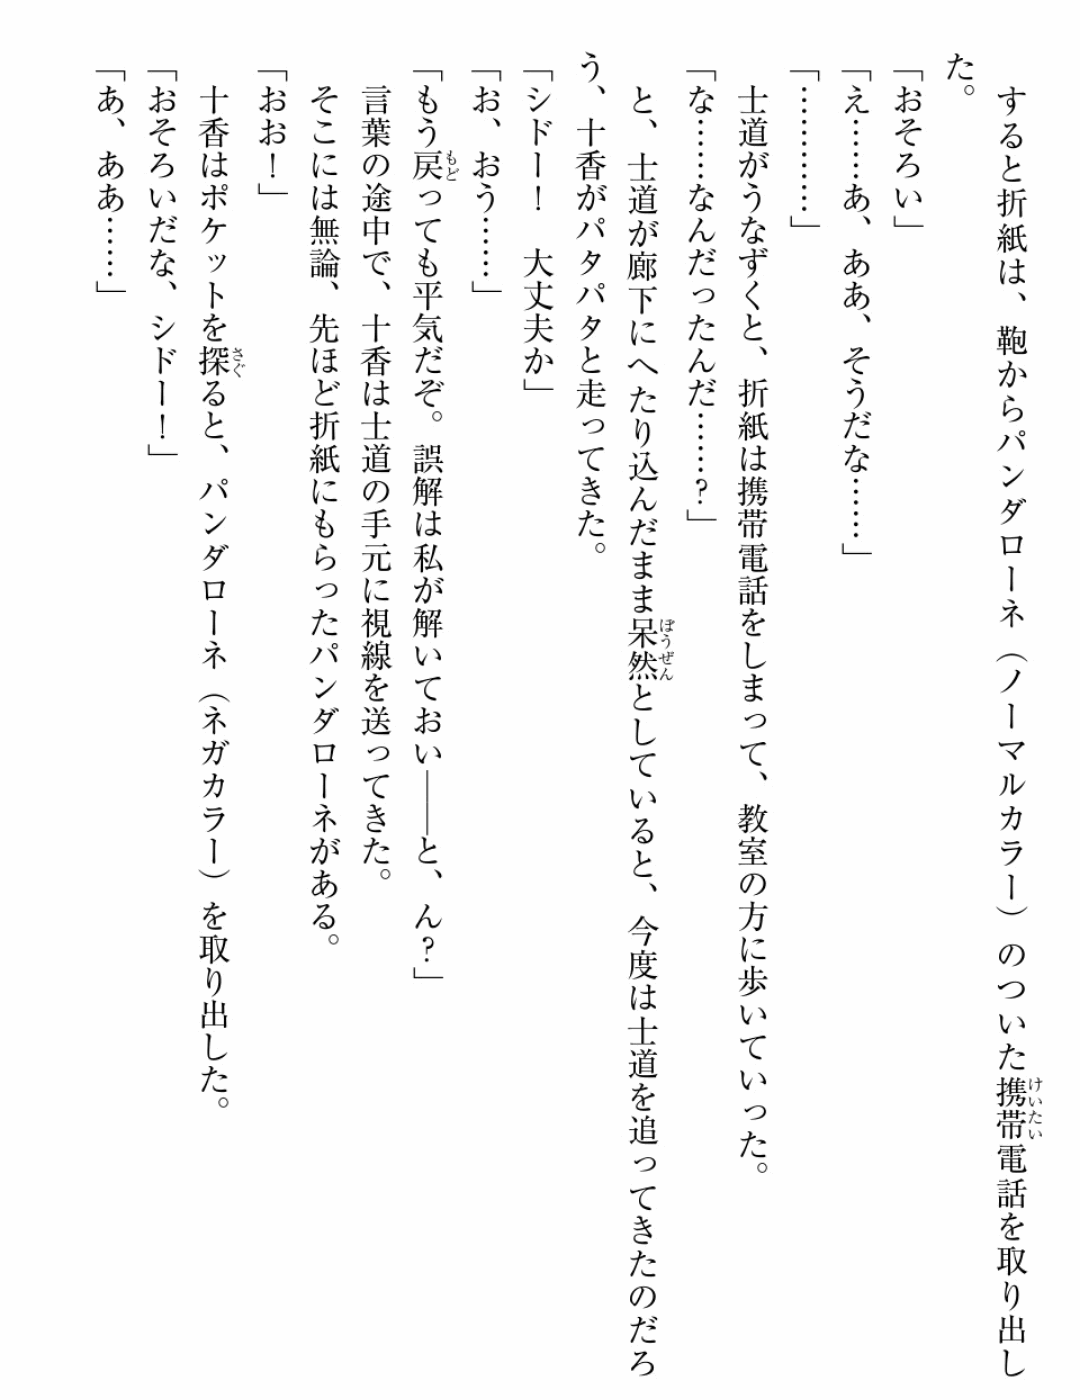 すると折紙は、鞄からパンダローネ（ノーマルカラー）のついた携帯電話を取り出し
た。
「おそろい」
「え……あ、ああ、そうだな……」
「…………」
士道がうなずくと、折紙は携帯電話をしまって、教室の方に歩いていった。
「な……なんだったんだ……？」
と、士道が廊下にへたり込んだまま呆然としていると、今度は士道を追ってきたのだろ
う、十香がパタパタと走ってきた。
「シドー！　大丈夫か」
「お、おう……」
「もう戻っても平気だぞ。誤解は私が解いておい――と、ん？」
言葉の途中で、十香は士道の手元に視線を送ってきた。
そこには無論、先ほど折紙にもらったパンダローネがある。
「おお！」
十香はポケットを探ると、パンダローネ（ネガカラー）を取り出した。
「おそろいだな、シドー！」
「あ、ああ……」